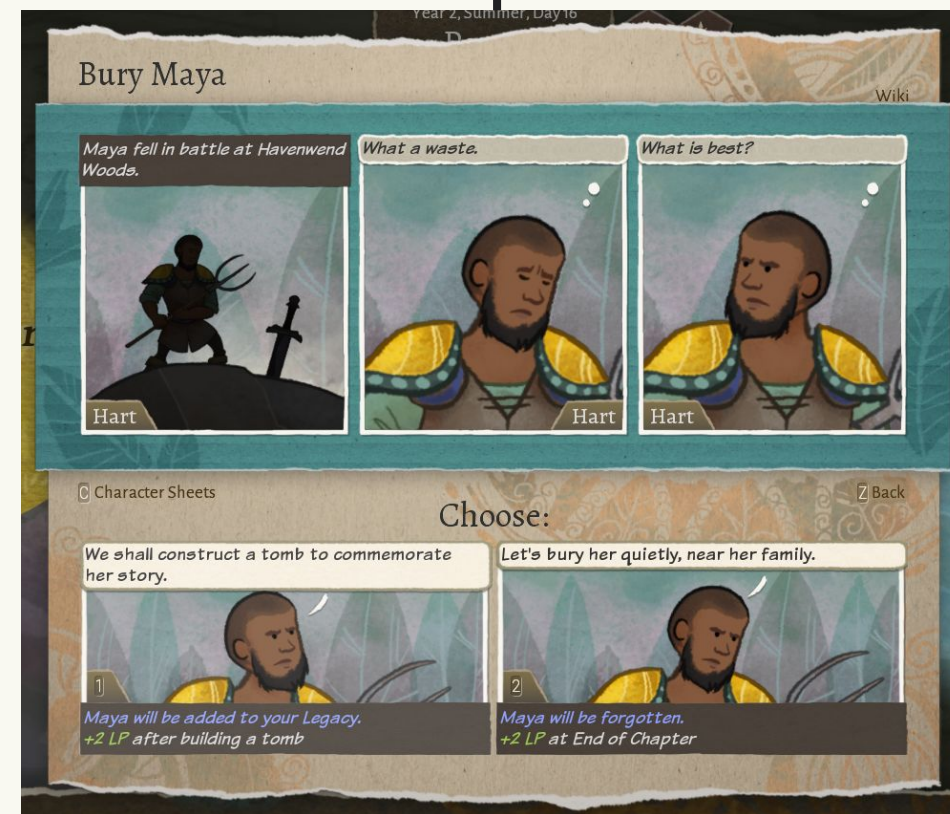 Year 2, Summer, Day 16
Bury Maya
Wiki
Maya fell in battle at Havenwend
Woods.
What a waste.
What is best?
Hart
Hart
Hart
C Character Sheets
Z Back
Choose:
We shall construct a tomb to commemorate
her story.
Let's bury her quietly, near her family.
1
2
Maya will be added to your Legacy.
+2 LP after building a tomb
Maya will be forgotten.
+2 LP at End of Chapter